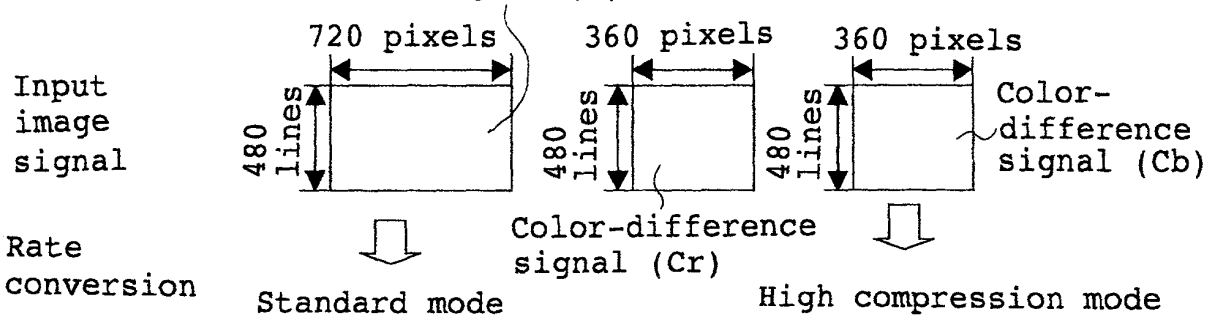 720 pixels
360 pixels
360 pixels
Input
image
signal
480
lines
480
lines
480
lines
Color-
difference
signal (Cb)
Color-difference
signal (Cr)
Rate
conversion
Standard mode
High compression mode